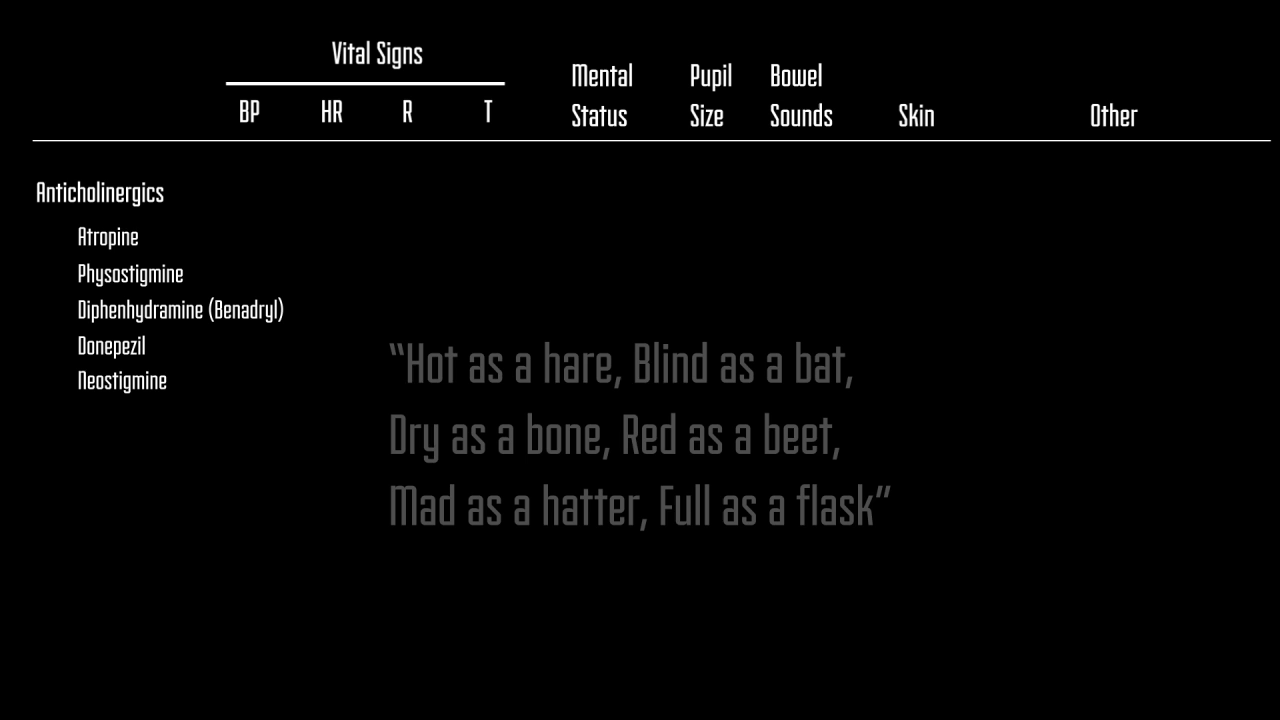 Vital Signs
BP HR R T
Mental Status
Pupil Size
Bowel Sounds
Skin
Other
Anticholinergics
Atropine
Physostigmine
Diphenhydramine (Benadryl)
Donepezil
Neostigmine
“Hot as a hare, Blind as a bat,
Dry as a bone, Red as a beet,
Mad as a hatter, Full as a flask”